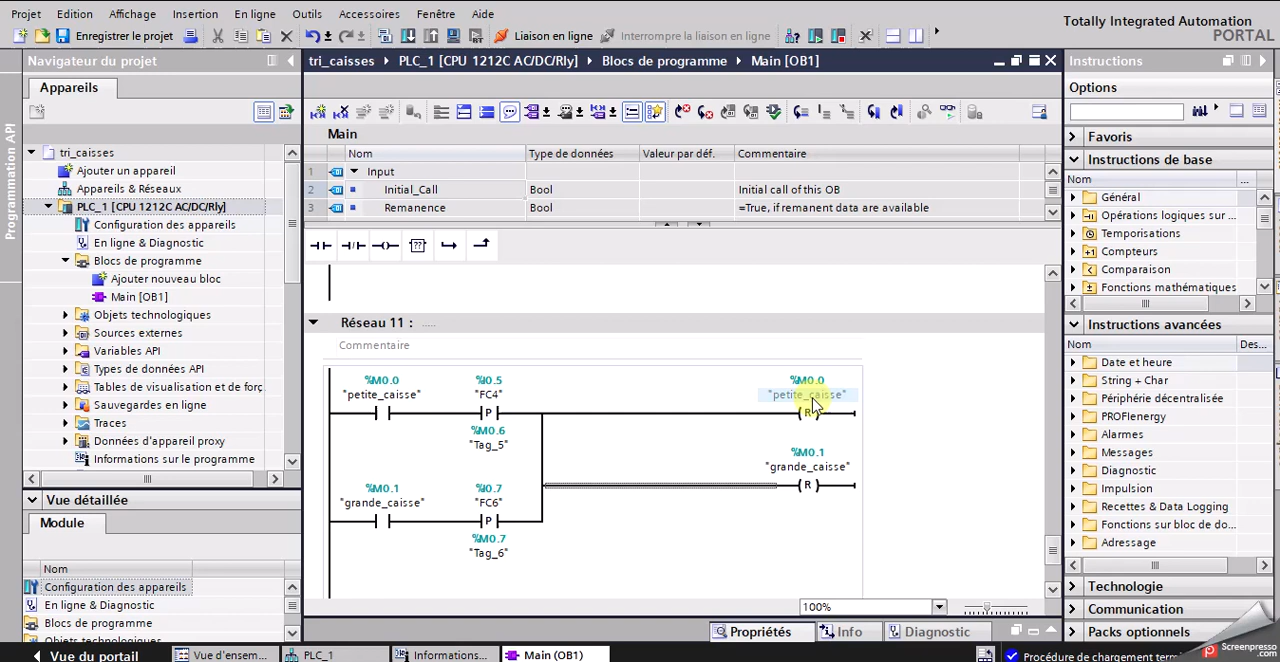 Projet Edition Affichage Insertion En ligne Outils Accessoires Fenêtre Aide
Totally Integrated Automation
PORTAL
Enregistrer le projet Liaison en ligne Interrompre la liaison en ligne
Navigateur du projet
tri_caisses PLC_1 [CPU 1212C AC/DC/Rly] Blocs de programme Main [OB1]
Instructions
Programmation API
Appareils
Options
Main
Nom Type de données Valeur par déf. Commentaire
1 Input
2 Initial_Call Bool Initial call of this OB
3 Remanence Bool =True, if remanent data are available
tri_caisses
Ajouter un appareil
Appareils & Réseaux
PLC_1 [CPU 1212C AC/DC/Rly]
Configuration des appareils
En ligne & Diagnostic
Blocs de programme
Ajouter nouveau bloc
Main [OB1]
Objets technologiques
Sources externes
Variables API
Types de données API
Tables de visualisation et de forç...
Sauvegardes en ligne
Traces
Données d'appareil proxy
Informations sur le programme
Vue détaillée
Module
Nom
Configuration des appareils
En ligne & Diagnostic
Blocs de programme
Objets technologiques
??
Réseau 11 : .....
Commentaire
%M0.0
"petite_caisse"
%I0.5
"FC4"
P
%M0.6
"Tag_5"
%M0.0
"petite_caisse"
R
%M0.1
"grande_caisse"
R
%M0.1
"grande_caisse"
%I0.7
"FC6"
P
%M0.7
"Tag_6"
100%
Propriétés Info Diagnostic
Favoris
Instructions de base
Nom ...
Général
Opérations logiques sur ...
Temporisations
Compteurs
Comparaison
Fonctions mathématiques
Instructions avancées
Nom Des...
Date et heure
String + Char
Périphérie décentralisée
PROFIenergy
Alarmes
Messages
Diagnostic
Impulsion
Recettes & Data Logging
Fonctions sur bloc de do...
Adressage
Technologie
Communication
Packs optionnels
Vue du portail Vue d'ensem... PLC_1 Informations... Main (OB1)
Procédure de chargement term
Screenpresso
.com